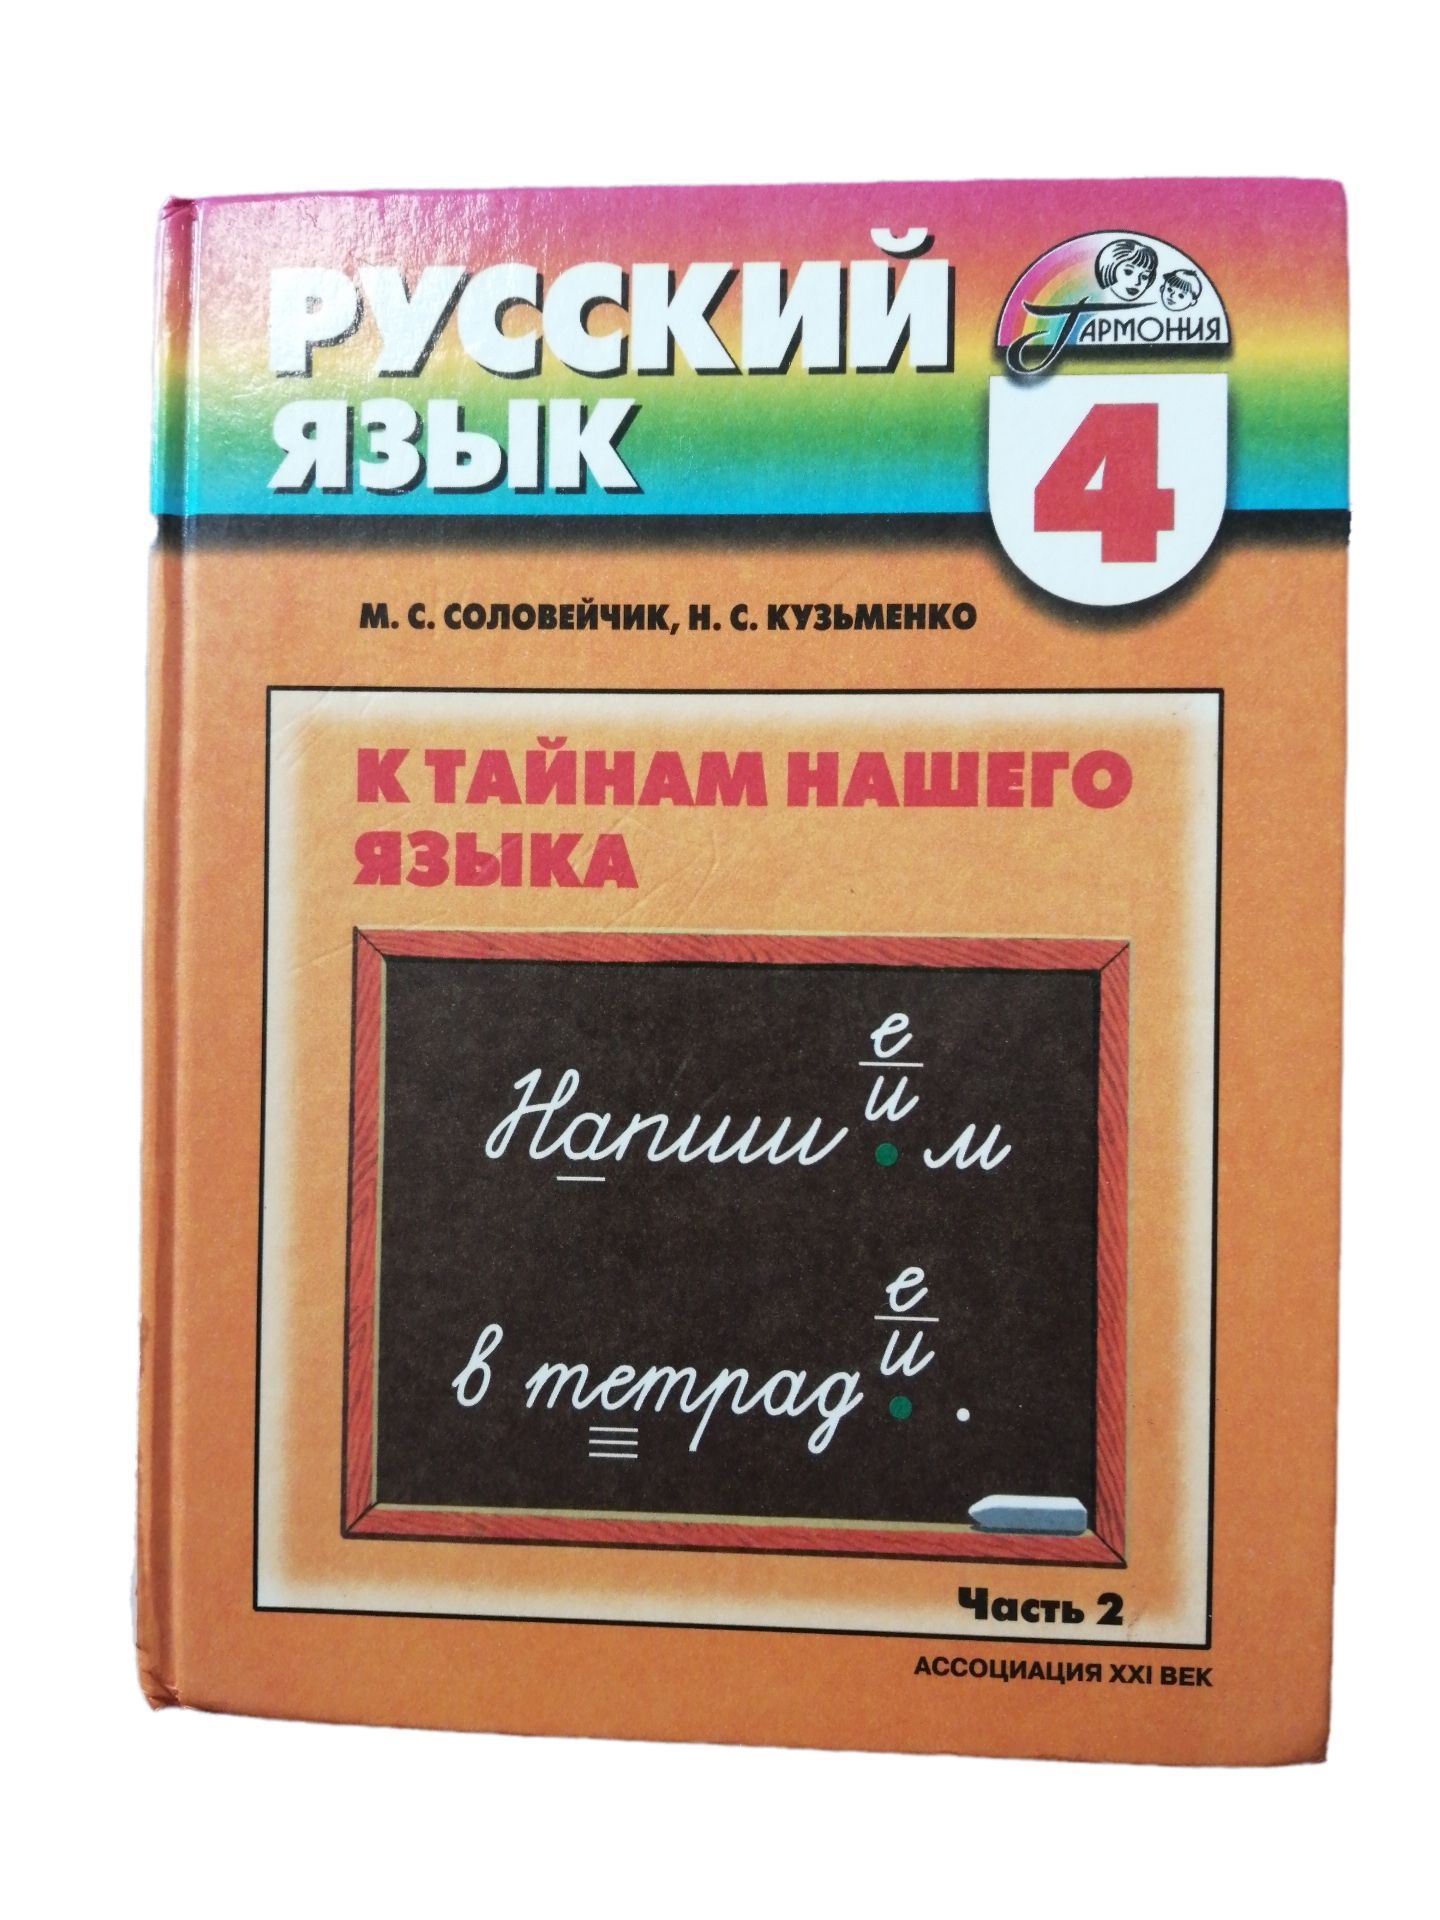 РУССКИЙ
ЯЗЫК
ГАРМОНИЯ
4
М. С. СОЛОВЕЙЧИК, Н. С. КУЗЬМЕНКО
К ТАЙНАМ НАШЕГО
ЯЗЫКА
е
и
Напиши . м
е
и
в тетрад . .
Часть 2
АССОЦИАЦИЯ XXI ВЕК